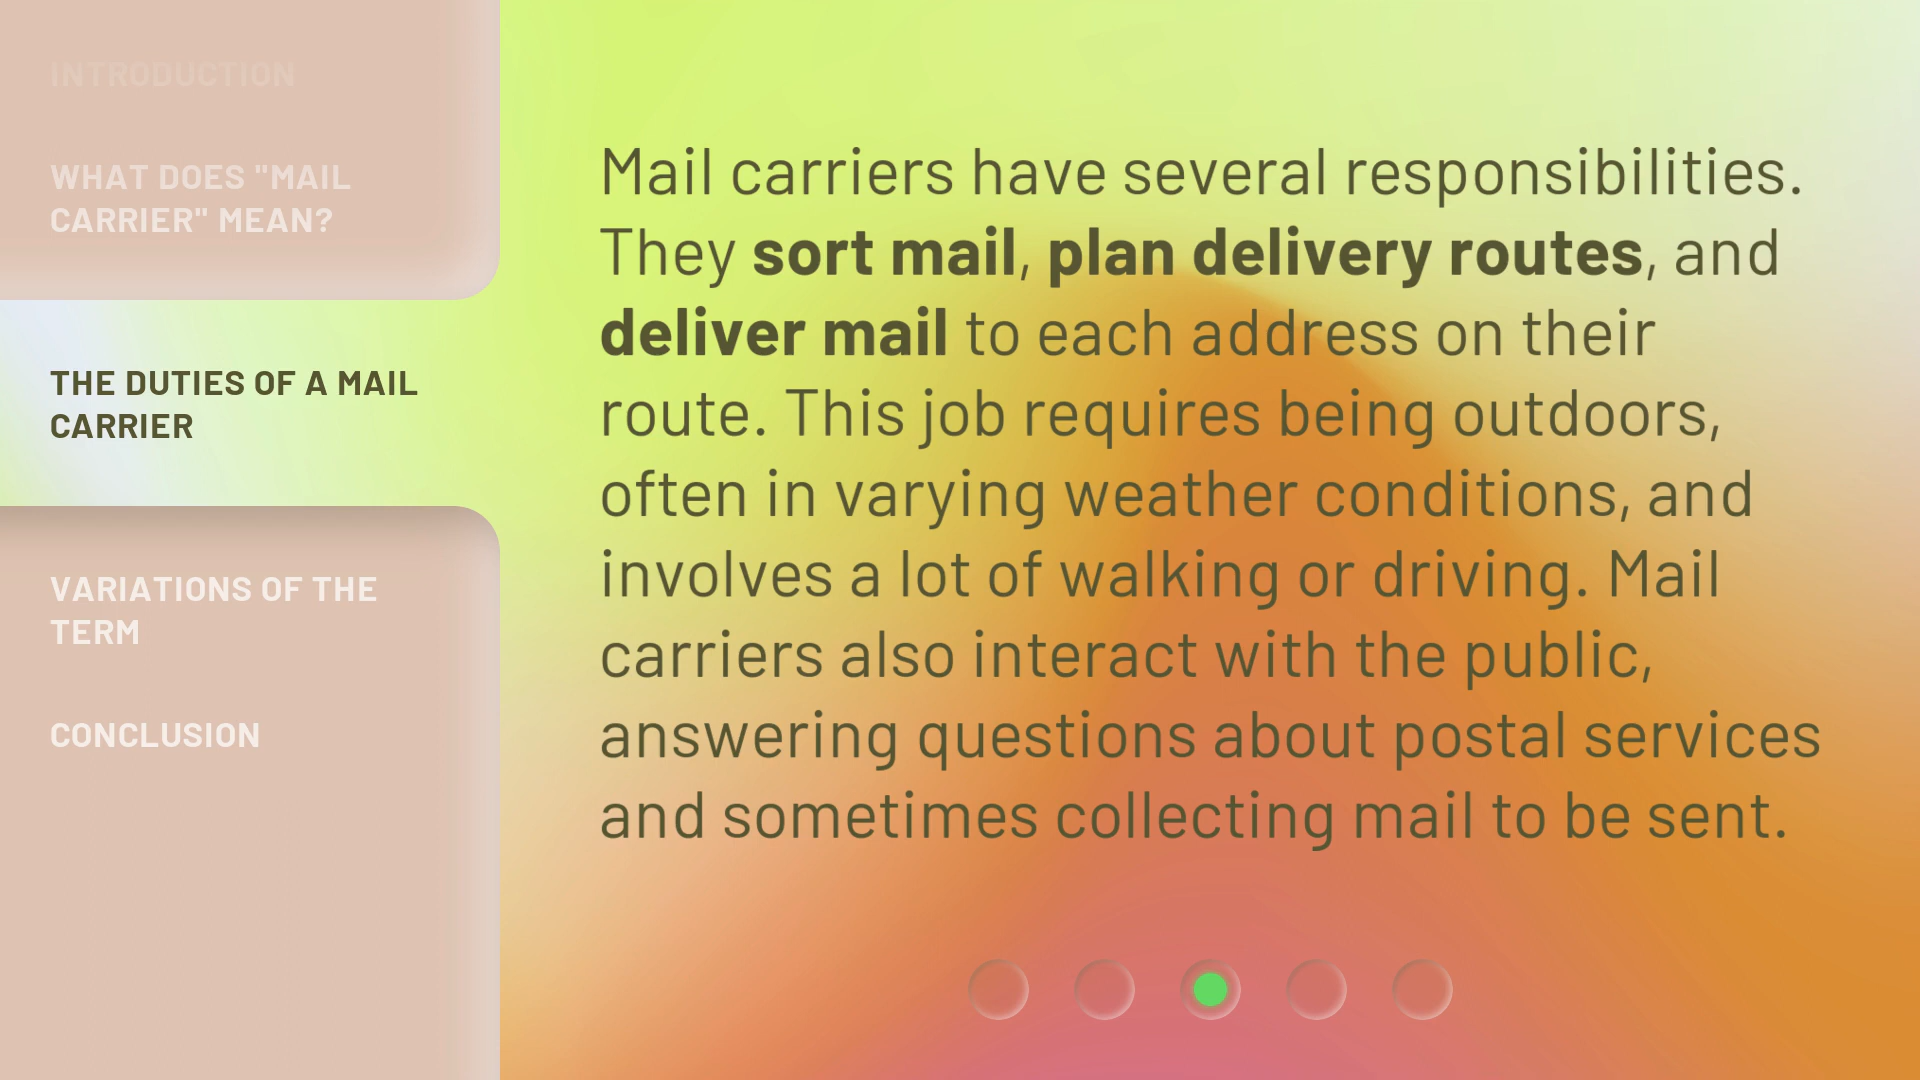 INTRODUCTION
WHAT DOES "MAIL
CARRIER" MEAN?
THE DUTIES OF A MAIL
CARRIER
VARIATIONS OF THE
TERM
CONCLUSION
Mail carriers have several responsibilities.
They sort mail, plan delivery routes, and
deliver mail to each address on their
route. This job requires being outdoors,
often in varying weather conditions, and
involves a lot of walking or driving. Mail
carriers also interact with the public,
answering questions about postal services
and sometimes collecting mail to be sent.